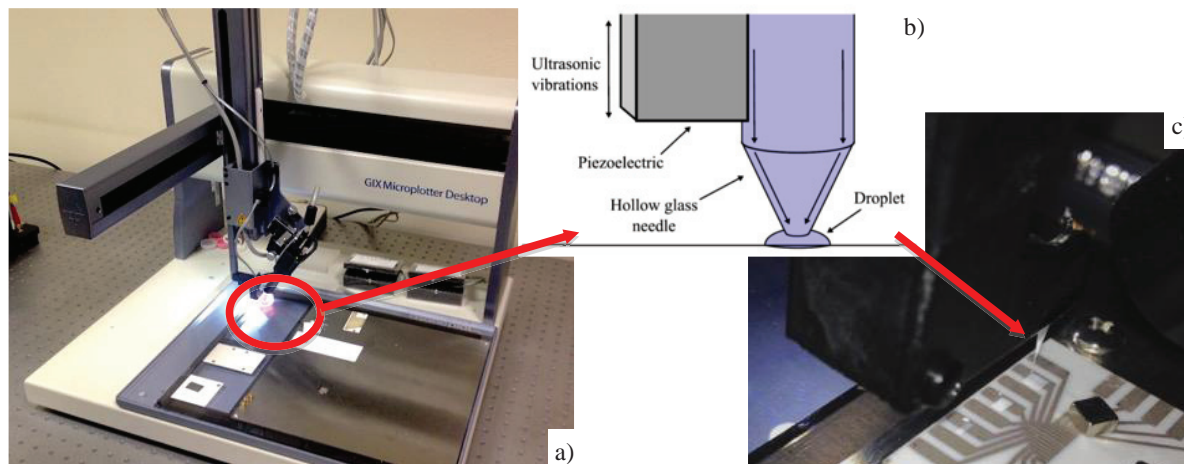 GIX Microplotter Desktop
a)
b)
Ultrasonic
vibrations
Piezoelectric
Hollow glass
needle
Droplet
c)